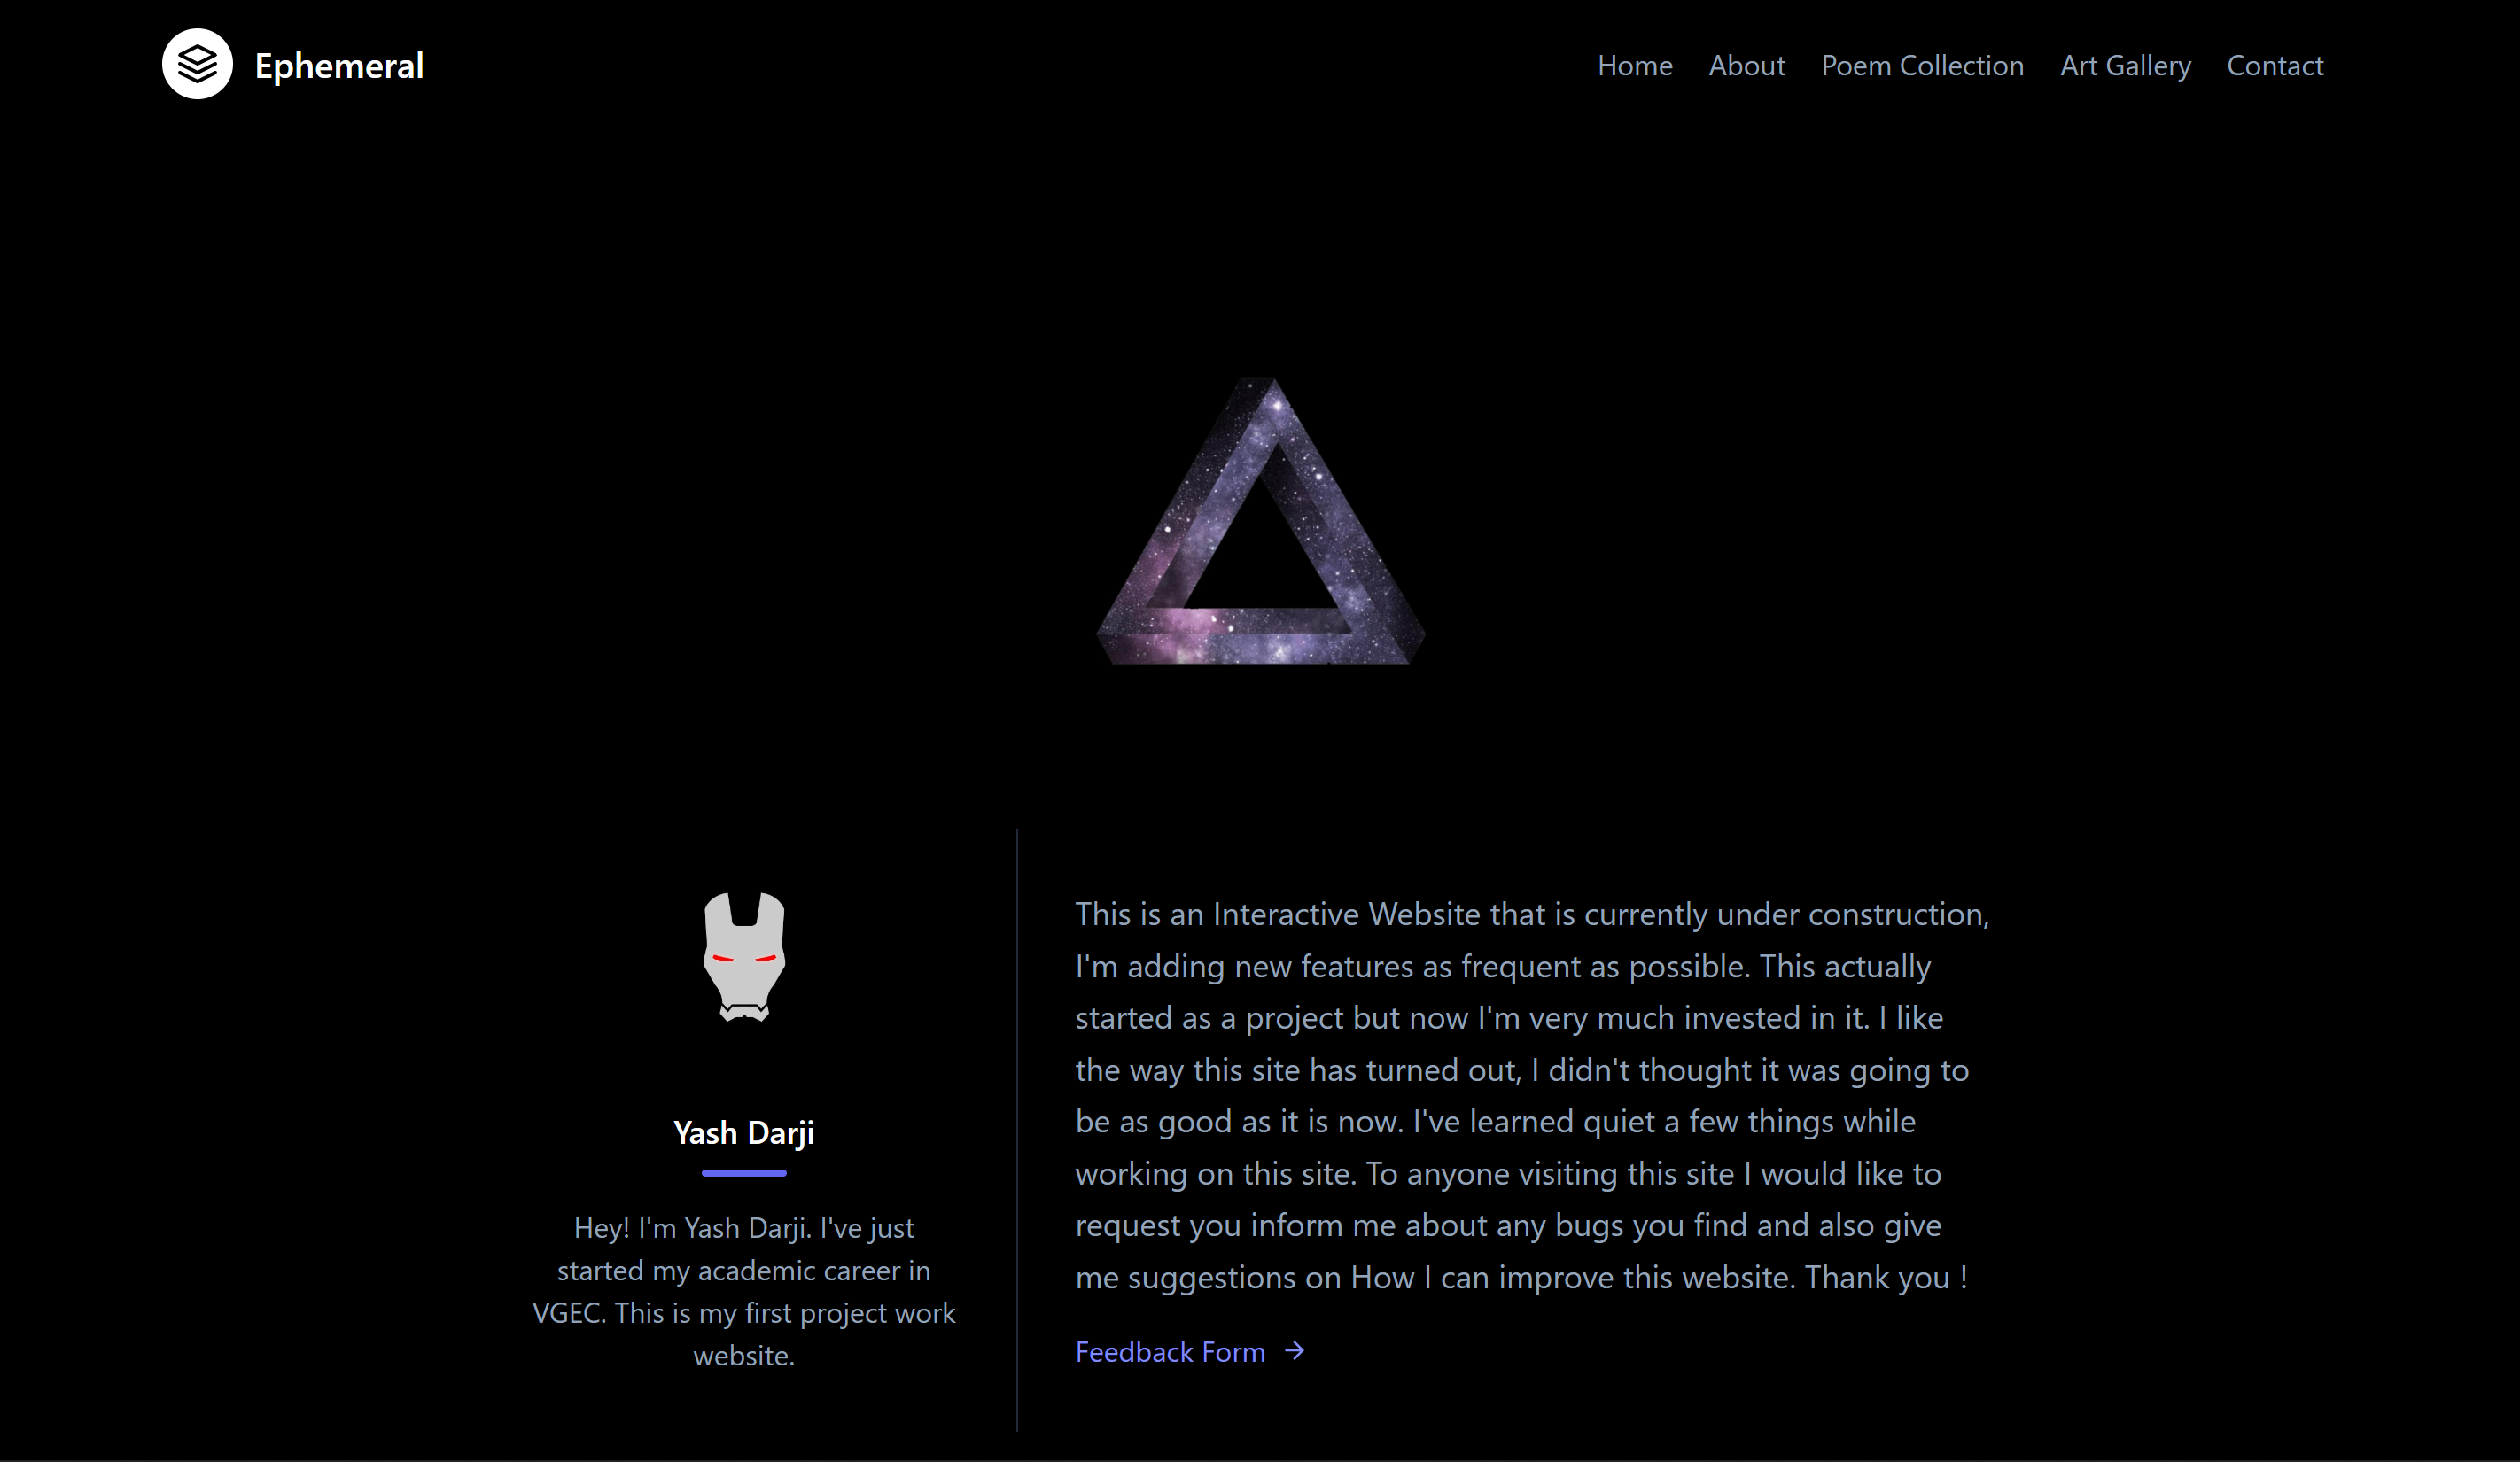 Ephemeral
Home About Poem Collection Art Gallery Contact
Yash Darji
Hey! I'm Yash Darji. I've just
started my academic career in
VGEC. This is my first project work
website.
This is an Interactive Website that is currently under construction,
I'm adding new features as frequent as possible. This actually
started as a project but now I'm very much invested in it. I like
the way this site has turned out, I didn't thought it was going to
be as good as it is now. I've learned quiet a few things while
working on this site. To anyone visiting this site I would like to
request you inform me about any bugs you find and also give
me suggestions on How I can improve this website. Thank you !
Feedback Form →